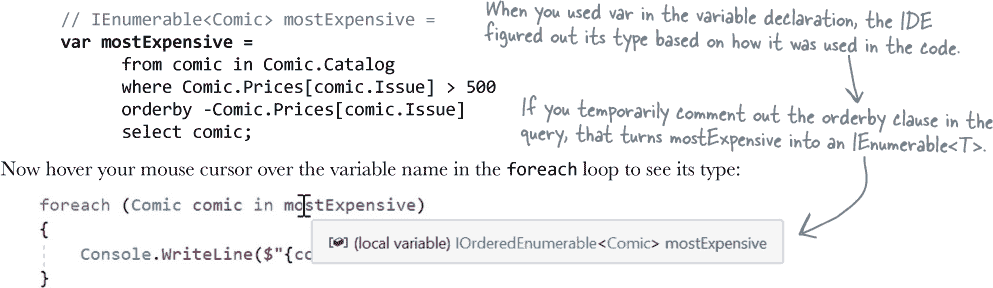 // IEnumerable<Comic> mostExpensive =
var mostExpensive =
from comic in Comic.Catalog
where Comic.Prices[comic.Issue] > 500
orderby -Comic.Prices[comic.Issue]
select comic;
When you used var in the variable declaration, the IDE
figured out its type based on how it was used in the code.
If you temporarily comment out the orderby clause in the
query, that turns mostExpensive into an IEnumerable<T>.
Now hover your mouse cursor over the variable name in the foreach loop to see its type:
foreach (Comic comic in mostExpensive)
{
(local variable) IOrderedEnumerable<Comic> mostExpensive
Console.WriteLine($"{co
}